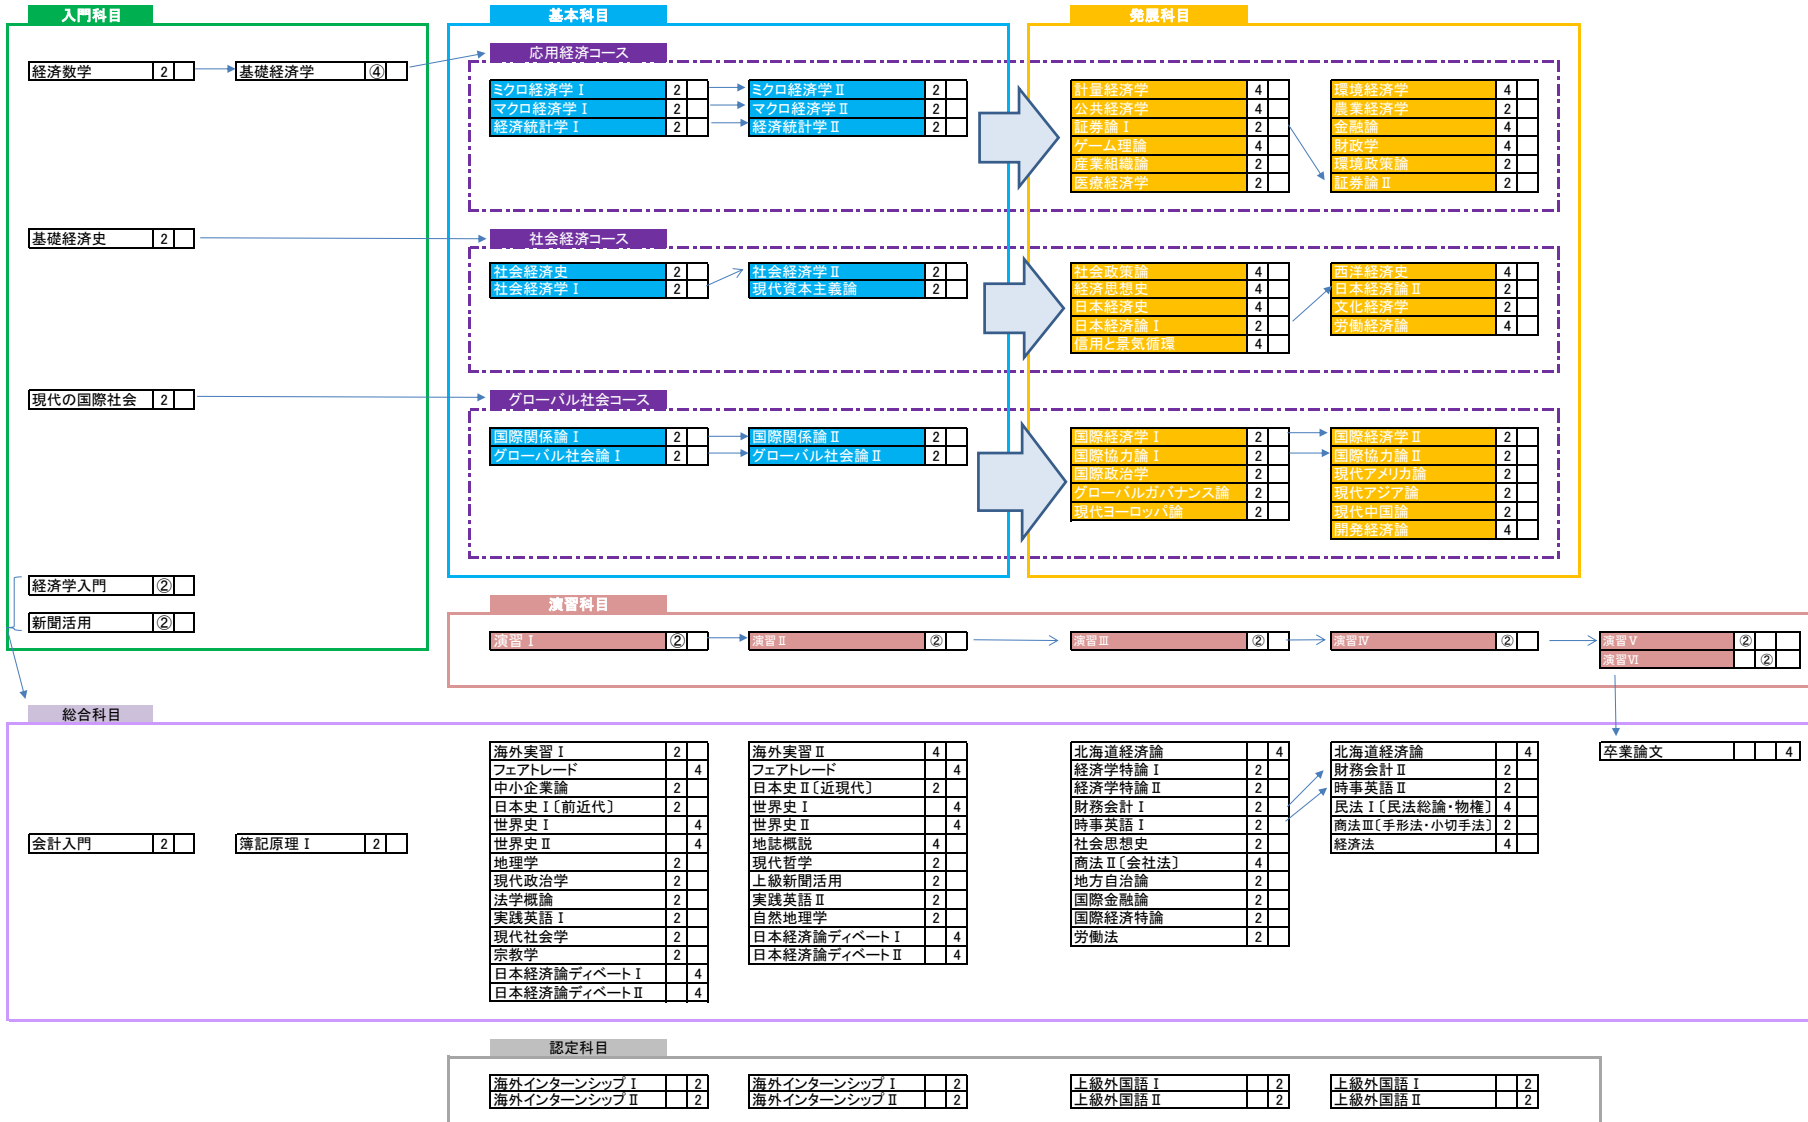 入門科目
経済数学 2
基礎経済学 ④
基礎経済史 2
現代の国際社会 2
経済学入門 ②
新聞活用 ②
基本科目
発展科目
応用経済コース
ミクロ経済学Ⅰ 2 ミクロ経済学Ⅱ 2
マクロ経済学Ⅰ 2 マクロ経済学Ⅱ 2
経済統計学Ⅰ 2 経済統計学Ⅱ 2
計量経済学 4 環境経済学 4
公共経済学 4 農業経済学 2
証券論Ⅰ 2 金融論 4
ゲーム理論 4 財政学 4
産業組織論 2 環境政策論 2
医療経済学 2 証券論Ⅱ 2
社会経済コース
社会経済史 2 社会経済学Ⅱ 2
社会経済学Ⅰ 2 現代資本主義論 2
社会政策論 4 西洋経済史 4
経済思想史 4 日本経済論Ⅱ 2
日本経済史 4 文化経済学 2
日本経済論Ⅰ 2 労働経済論 4
信用と景気循環 4
グローバル社会コース
国際関係論Ⅰ 2 国際関係論Ⅱ 2
グローバル社会論Ⅰ 2 グローバル社会論Ⅱ 2
国際経済学Ⅰ 2 国際経済学Ⅱ 2
国際協力論Ⅰ 2 国際協力論Ⅱ 2
国際政治学 2 現代アメリカ論 2
グローバルガバナンス論 2 現代アジア論 2
現代ヨーロッパ論 2 現代中国論 2
開発経済論 4
演習科目
演習Ⅰ ② 演習Ⅱ ② 演習Ⅲ ② 演習Ⅳ ② 演習Ⅴ ②
演習Ⅵ ②
総合科目
会計入門 2
簿記原理Ⅰ 2
海外実習Ⅰ 2
フェアトレード 4
中小企業論 2
日本史Ⅰ〔前近代〕 2
世界史Ⅰ 4
世界史Ⅱ 4
地理学 2
現代政治学 2
法学概論 2
実践英語Ⅰ 2
現代社会学 2
宗教学 2
日本経済論ディベートⅠ 4
日本経済論ディベートⅡ 4
海外実習Ⅱ 4
フェアトレード 4
日本史Ⅱ〔近現代〕 2
世界史Ⅰ 4
世界史Ⅱ 4
地誌概説 4
現代哲学 2
上級新聞活用 2
実践英語Ⅱ 2
自然地理学 2
日本経済論ディベートⅠ 4
日本経済論ディベートⅡ 4
北海道経済論 4
経済学特論Ⅰ 2
経済学特論Ⅱ 2
財務会計Ⅰ 2
時事英語Ⅰ 2
社会思想史 2
商法Ⅱ〔会社法〕 4
地方自治論 2
国際金融論 2
国際経済特論 2
労働法 2
北海道経済論 4
財務会計Ⅱ 2
時事英語Ⅱ 2
民法Ⅰ〔民法総論・物権〕 4
商法Ⅲ〔手形法・小切手法〕 2
経済法 4
卒業論文 4
認定科目
海外インターンシップⅠ 2 海外インターンシップⅠ 2 上級外国語Ⅰ 2 上級外国語Ⅰ 2
海外インターンシップⅡ 2 海外インターンシップⅡ 2 上級外国語Ⅱ 2 上級外国語Ⅱ 2